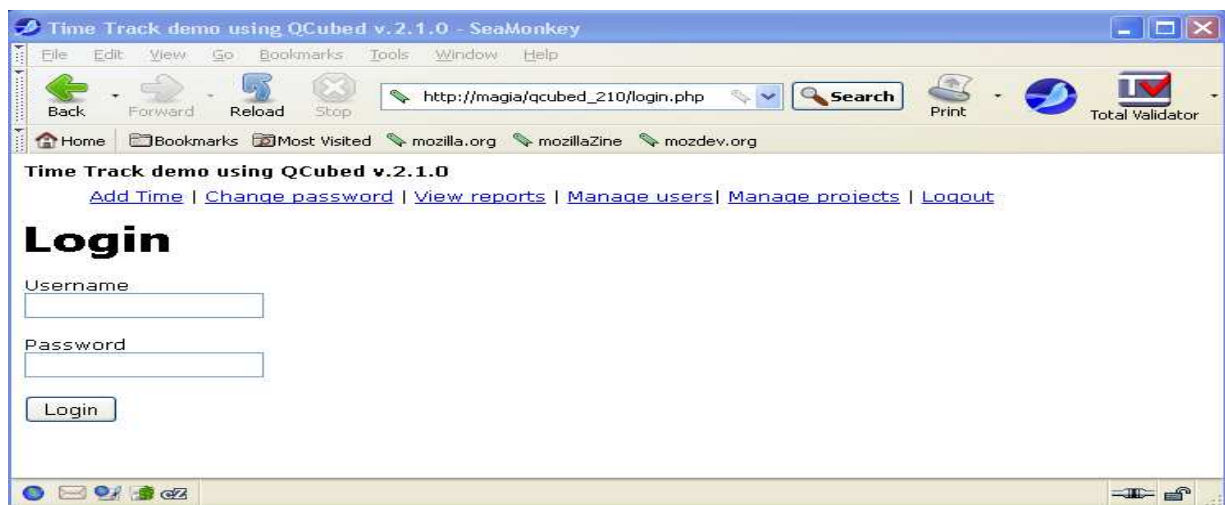 Time Track demo using QCubed v.2.1.0 - SeaMonkey
File Edit View Go Bookmarks Tools Window Help
Back Forward Reload Stop http://magia/qcubed_210/login.php Search Print Total Validator
Home Bookmarks Most Visited mozilla.org mozillaZine mozdev.org
Time Track demo using QCubed v.2.1.0
Add Time | Change password | View reports | Manage users| Manage projects | Logout
Login
Username
Password
Login